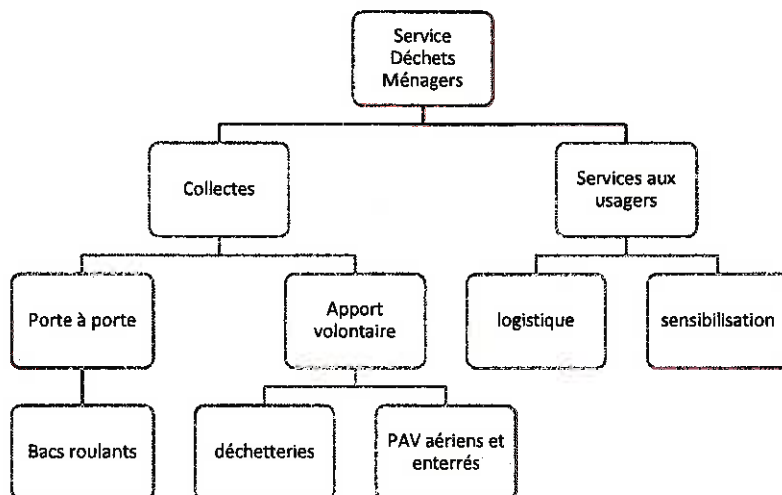 Service
Déchets
Ménagers
Collectes
Services aux
usagers
Porte à porte
Apport
volontaire
logistique
sensibilisation
Bacs roulants
déchetteries
PAV aériens et
enterrés